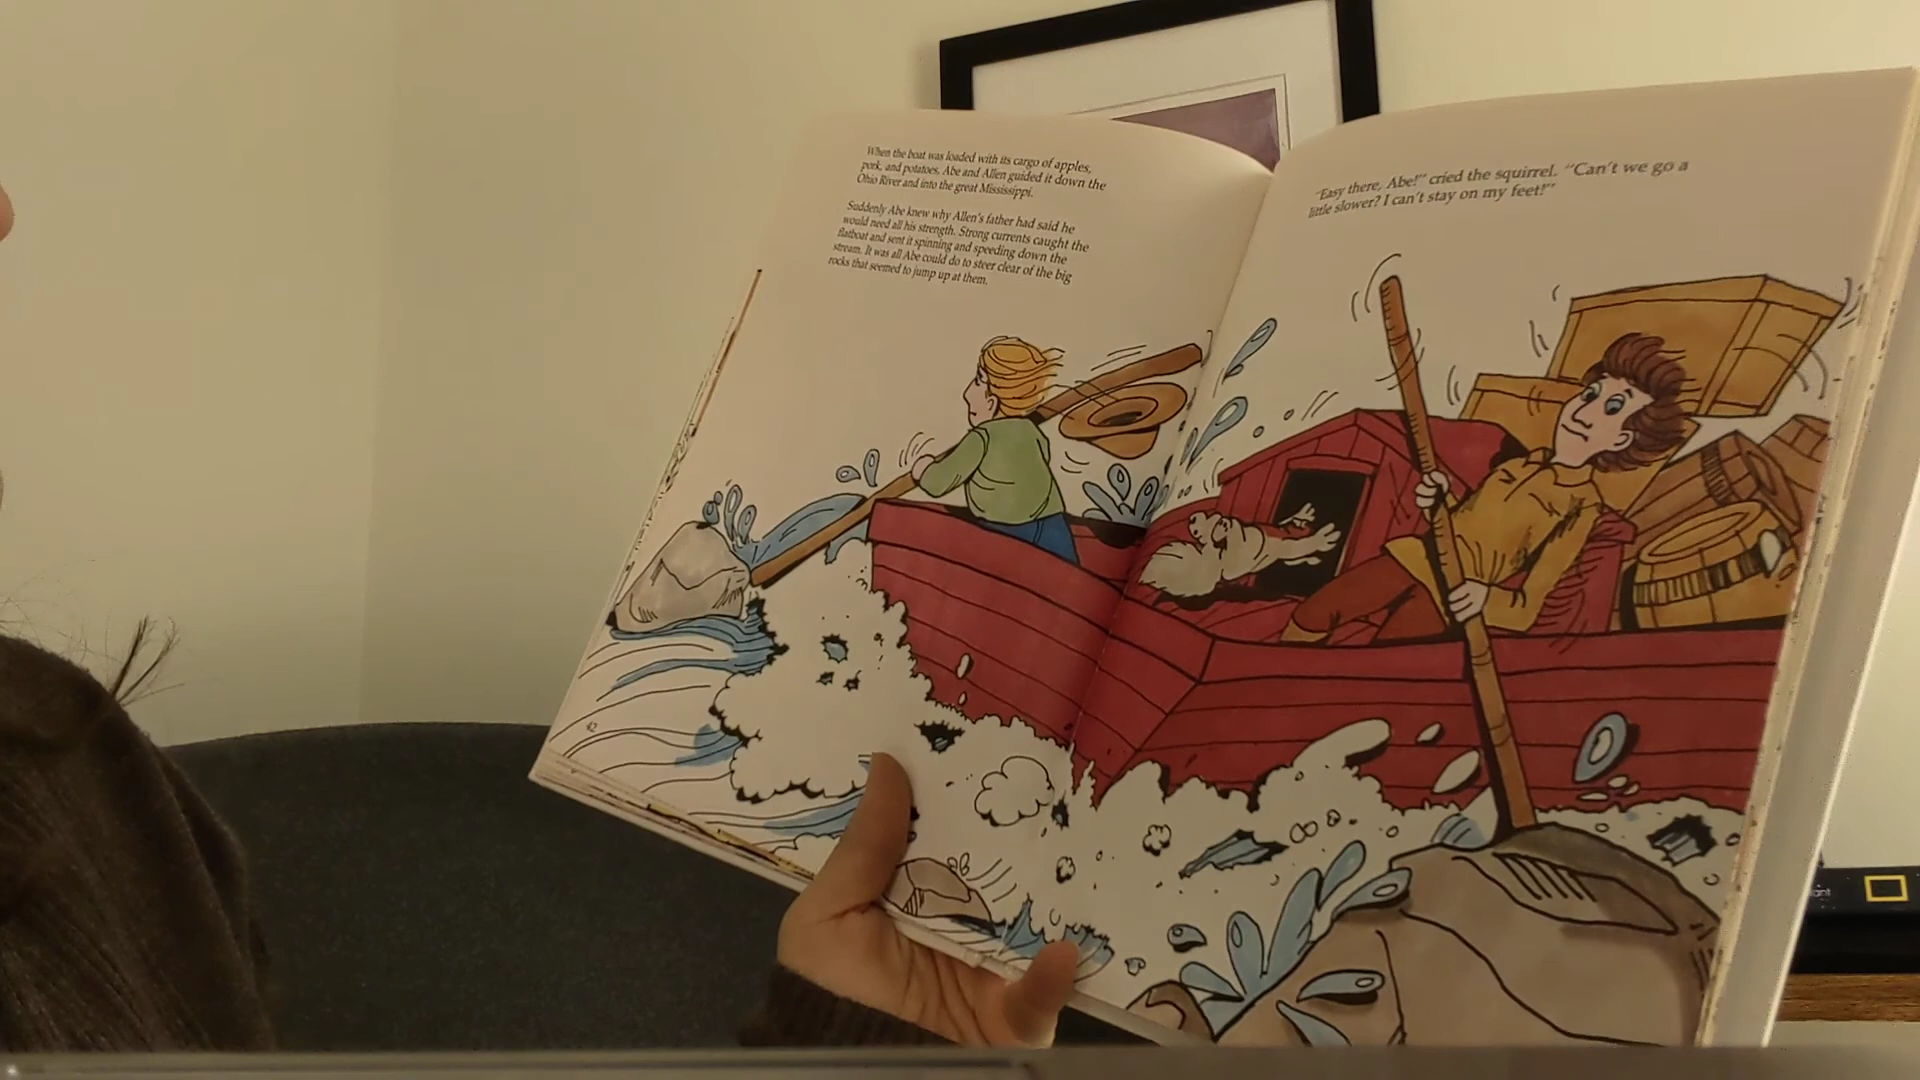 When the boat was loaded with its cargo of apples,
pork, and potatoes, Abe and Allen guided it down the
Ohio River and into the great Mississippi.
Suddenly Abe knew why Allen's father had said he
would need all his strength. Strong currents caught the
flatboat and sent it spinning and speeding down the
stream. It was all Abe could do to steer clear of the big
rocks that seemed to jump up at them.
42
"Easy there, Abe!" cried the squirrel. "Can't we go a
little slower? I can't stay on my feet!"